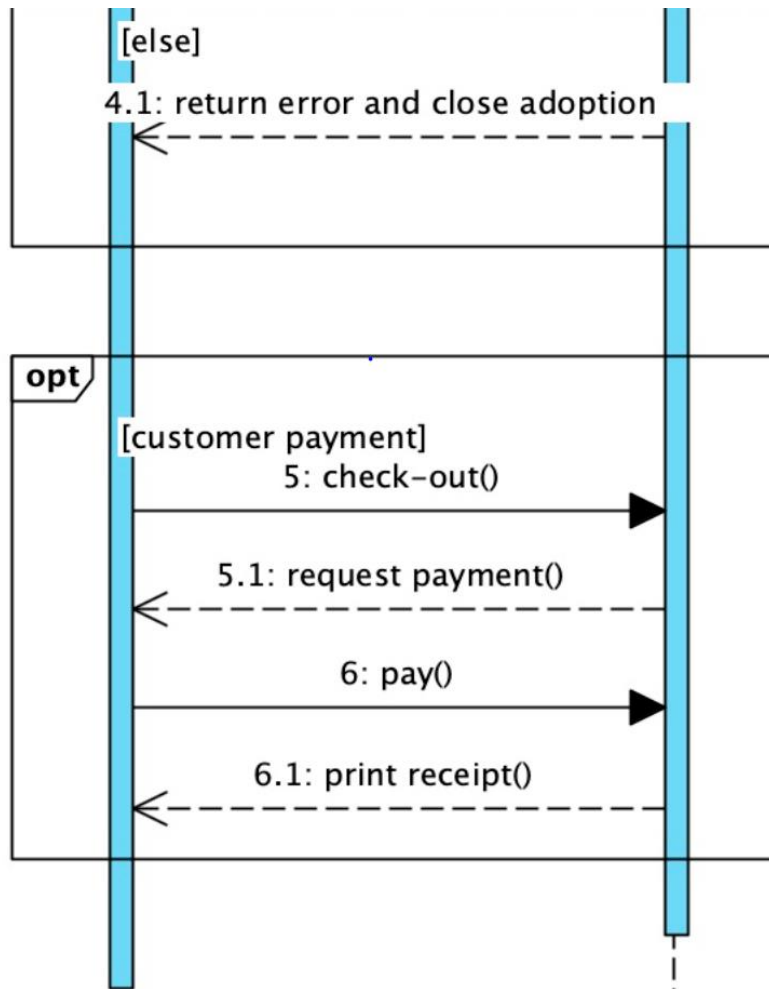 [else]
4.1: return error and close adoption
opt
[customer payment]
5: check-out()
5.1: request payment()
6: pay()
6.1: print receipt()